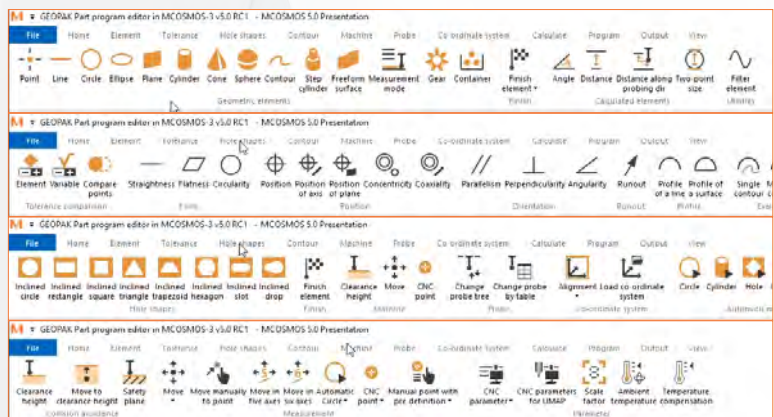 M GEOPAK Part program editor in MCOSMOS-3 v5.0 RC1 - MCOSMOS 5.0 Presentation
File Home Element Tolerance Hole shapes Contour Machine Probe Co-ordinate system Calculate Program Output View
Point Line Circle Ellipse Plane Cylinder Cone Sphere Contour Step Freeform Measurement Gear Container Finish Angle Distance Distance along Two-point Filter
cylinder surface mode element probing dir size element
Geometric elements Finish Calculated elements Utilities
M GEOPAK Part program editor in MCOSMOS-3 v5.0 RC1 - MCOSMOS 5.0 Presentation
File Home Element Tolerance Hole shapes Contour Machine Probe Co-ordinate system Calculate Program Output View
Element Variable Compare Straightness Flatness Circularity Position Position Position Concentricity Coaxiality Parallelism Perpendicularity Angularity Runout Profile Profile of Single
points of axis of plane of a line a surface contour
Tolerance comparison Form Position Orientation Runout Profile
M GEOPAK Part program editor in MCOSMOS-3 v5.0 RC1 - MCOSMOS 5.0 Presentation
File Home Element Tolerance Hole shapes Contour Machine Probe Co-ordinate system Calculate Program Output View
Inclined Inclined Inclined Inclined Inclined Inclined Inclined Inclined Finish Clearance Move CNC Change Change probe Alignment Load co-ordinate Circle Cylinder Hole
circle rectangle square triangle trapezoid hexagon slot drop element height point probe tree by table system
Hole shapes Finish Machine Probe Co-ordinate system
M GEOPAK Part program editor in MCOSMOS-3 v5.0 RC1 - MCOSMOS 5.0 Presentation
File Home Element Tolerance Hole shapes Contour Machine Probe Co-ordinate system Calculate Program Output View
Clearance Move to Safety Move Move manually Move in Move in Automatic CNC Manual point with CNC CNC parameters Scale Ambient Temperature
height clearance height plane to point five axes six axes Circle point pre definition parameter for UMAP factor temperature compensation
Collision avoidance Measurement Parameter